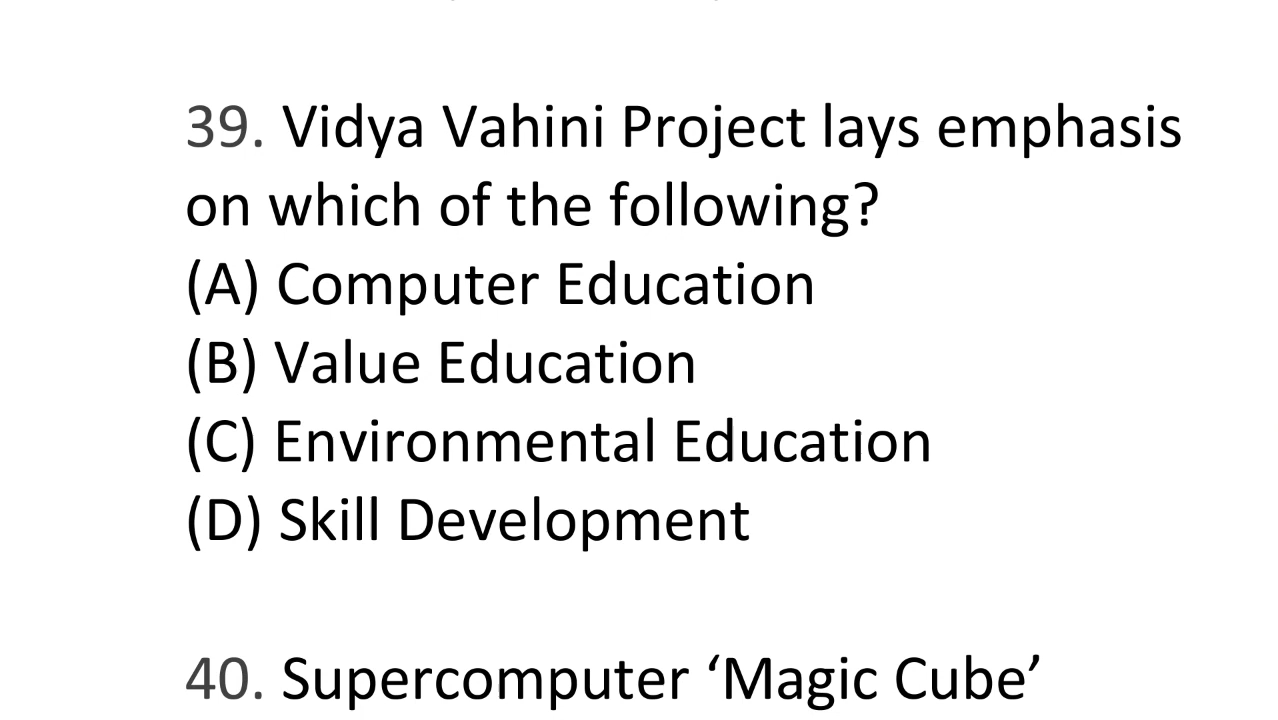 39. Vidya Vahini Project lays emphasis
on which of the following?
(A) Computer Education
(B) Value Education
(C) Environmental Education
(D) Skill Development
40. Supercomputer ‘Magic Cube’